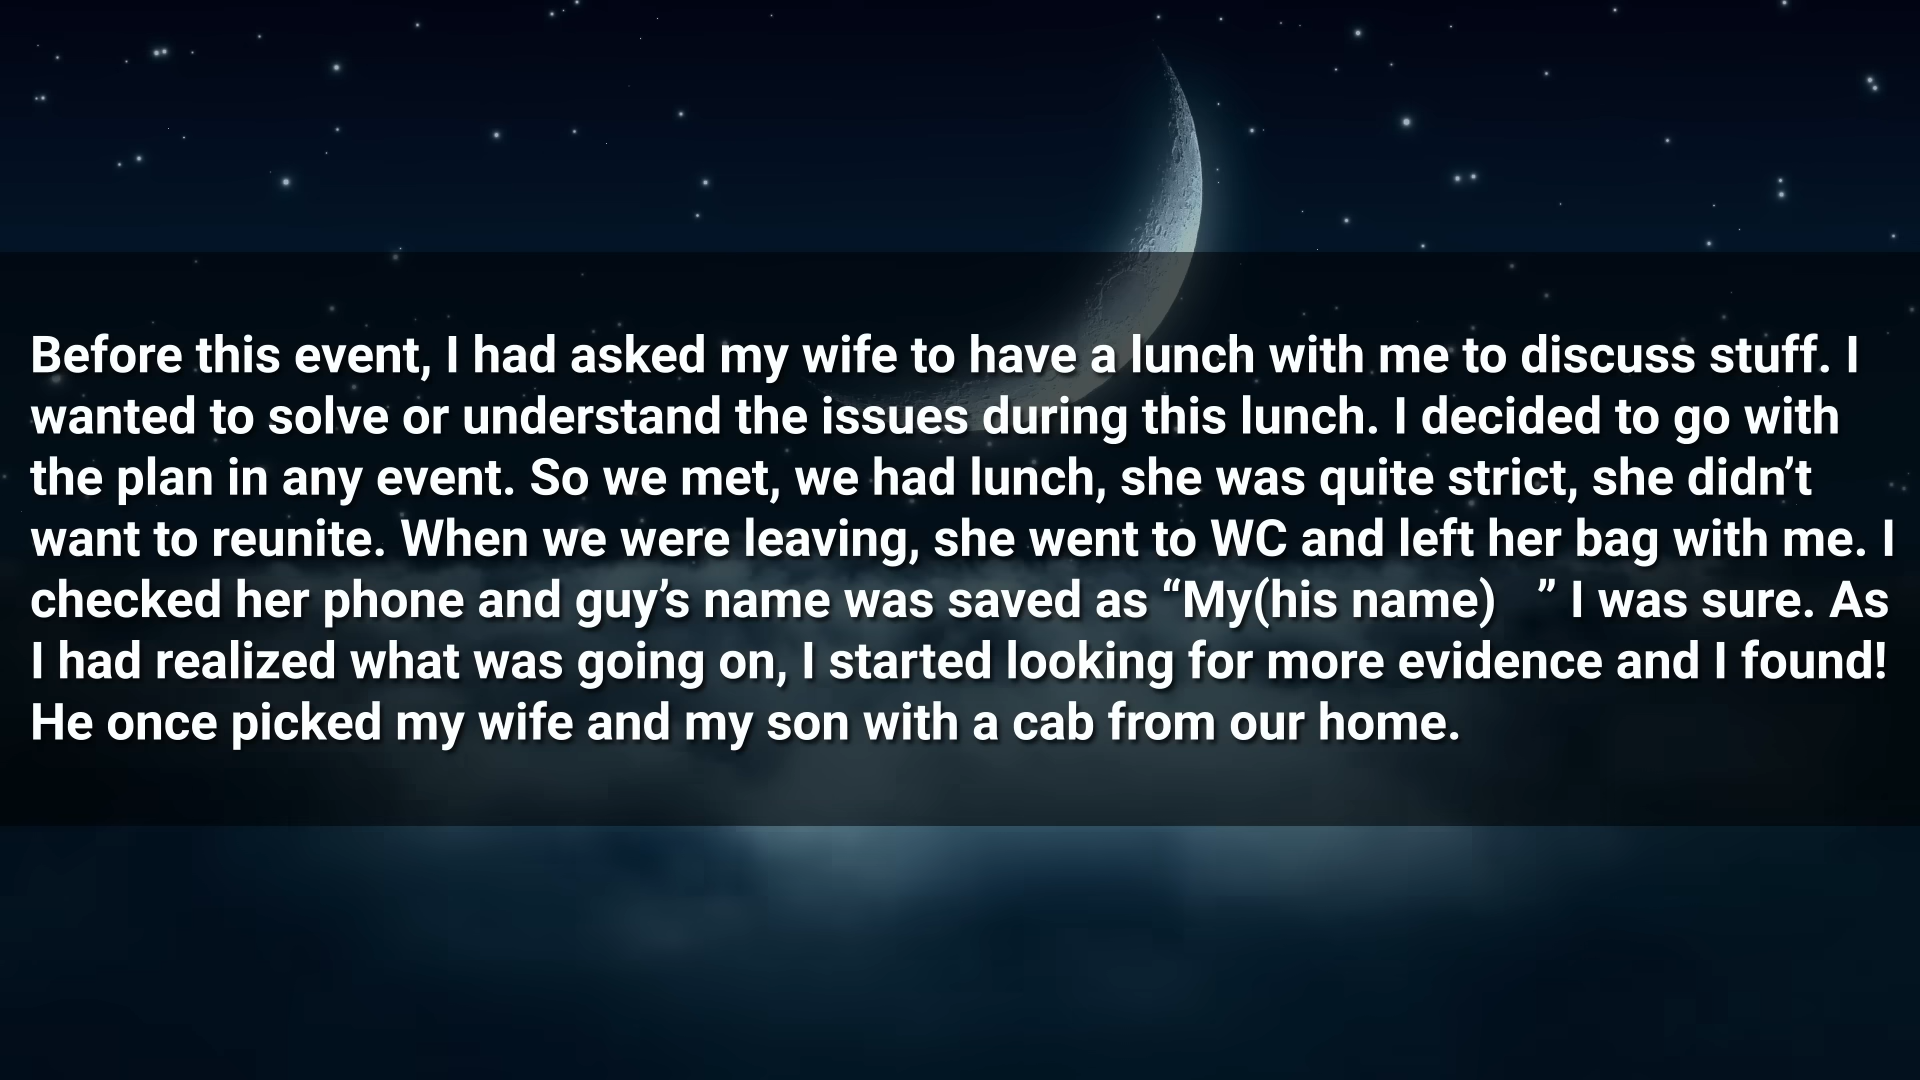 Before this event, I had asked my wife to have a lunch with me to discuss stuff. I
wanted to solve or understand the issues during this lunch. I decided to go with
the plan in any event. So we met, we had lunch, she was quite strict, she didn’t
want to reunite. When we were leaving, she went to WC and left her bag with me. I
checked her phone and guy’s name was saved as “My(his name)   ” I was sure. As
I had realized what was going on, I started looking for more evidence and I found!
He once picked my wife and my son with a cab from our home.